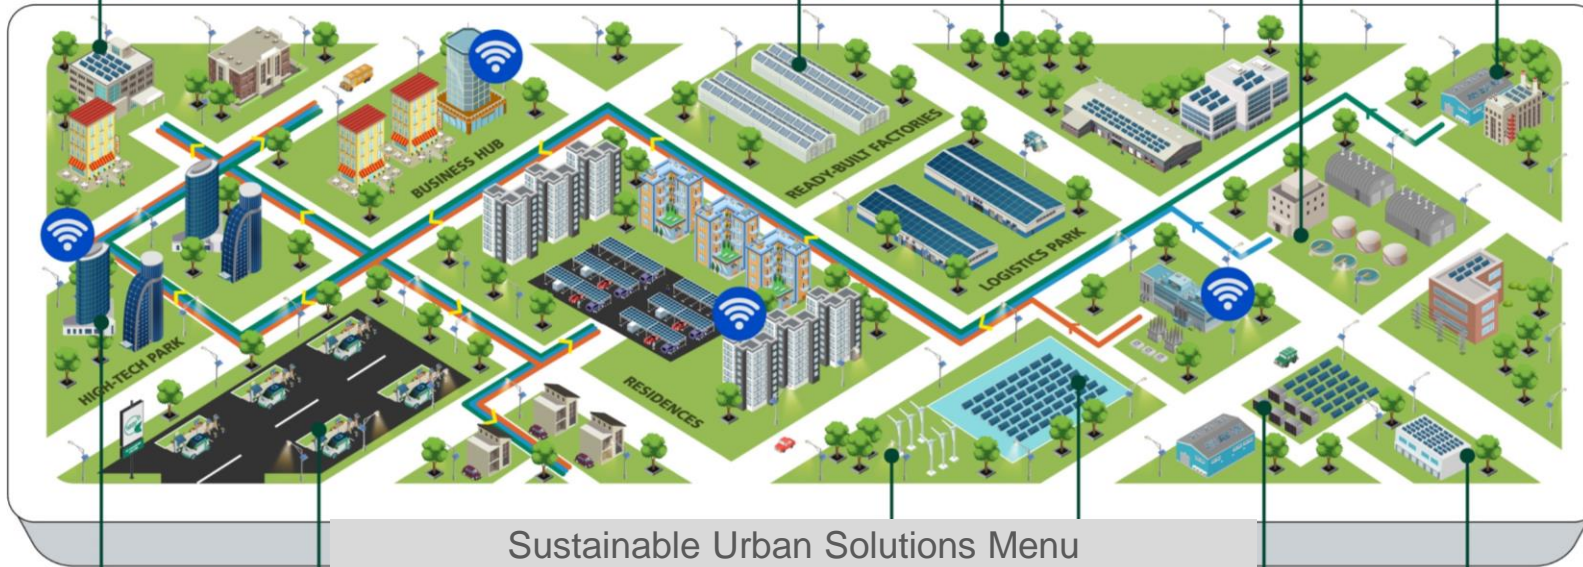 BUSINESS HUB
READY-BUILT FACTORIES
LOGISTICS PARK
HIGH-TECH PARK
RESIDENCES
Sustainable Urban Solutions Menu